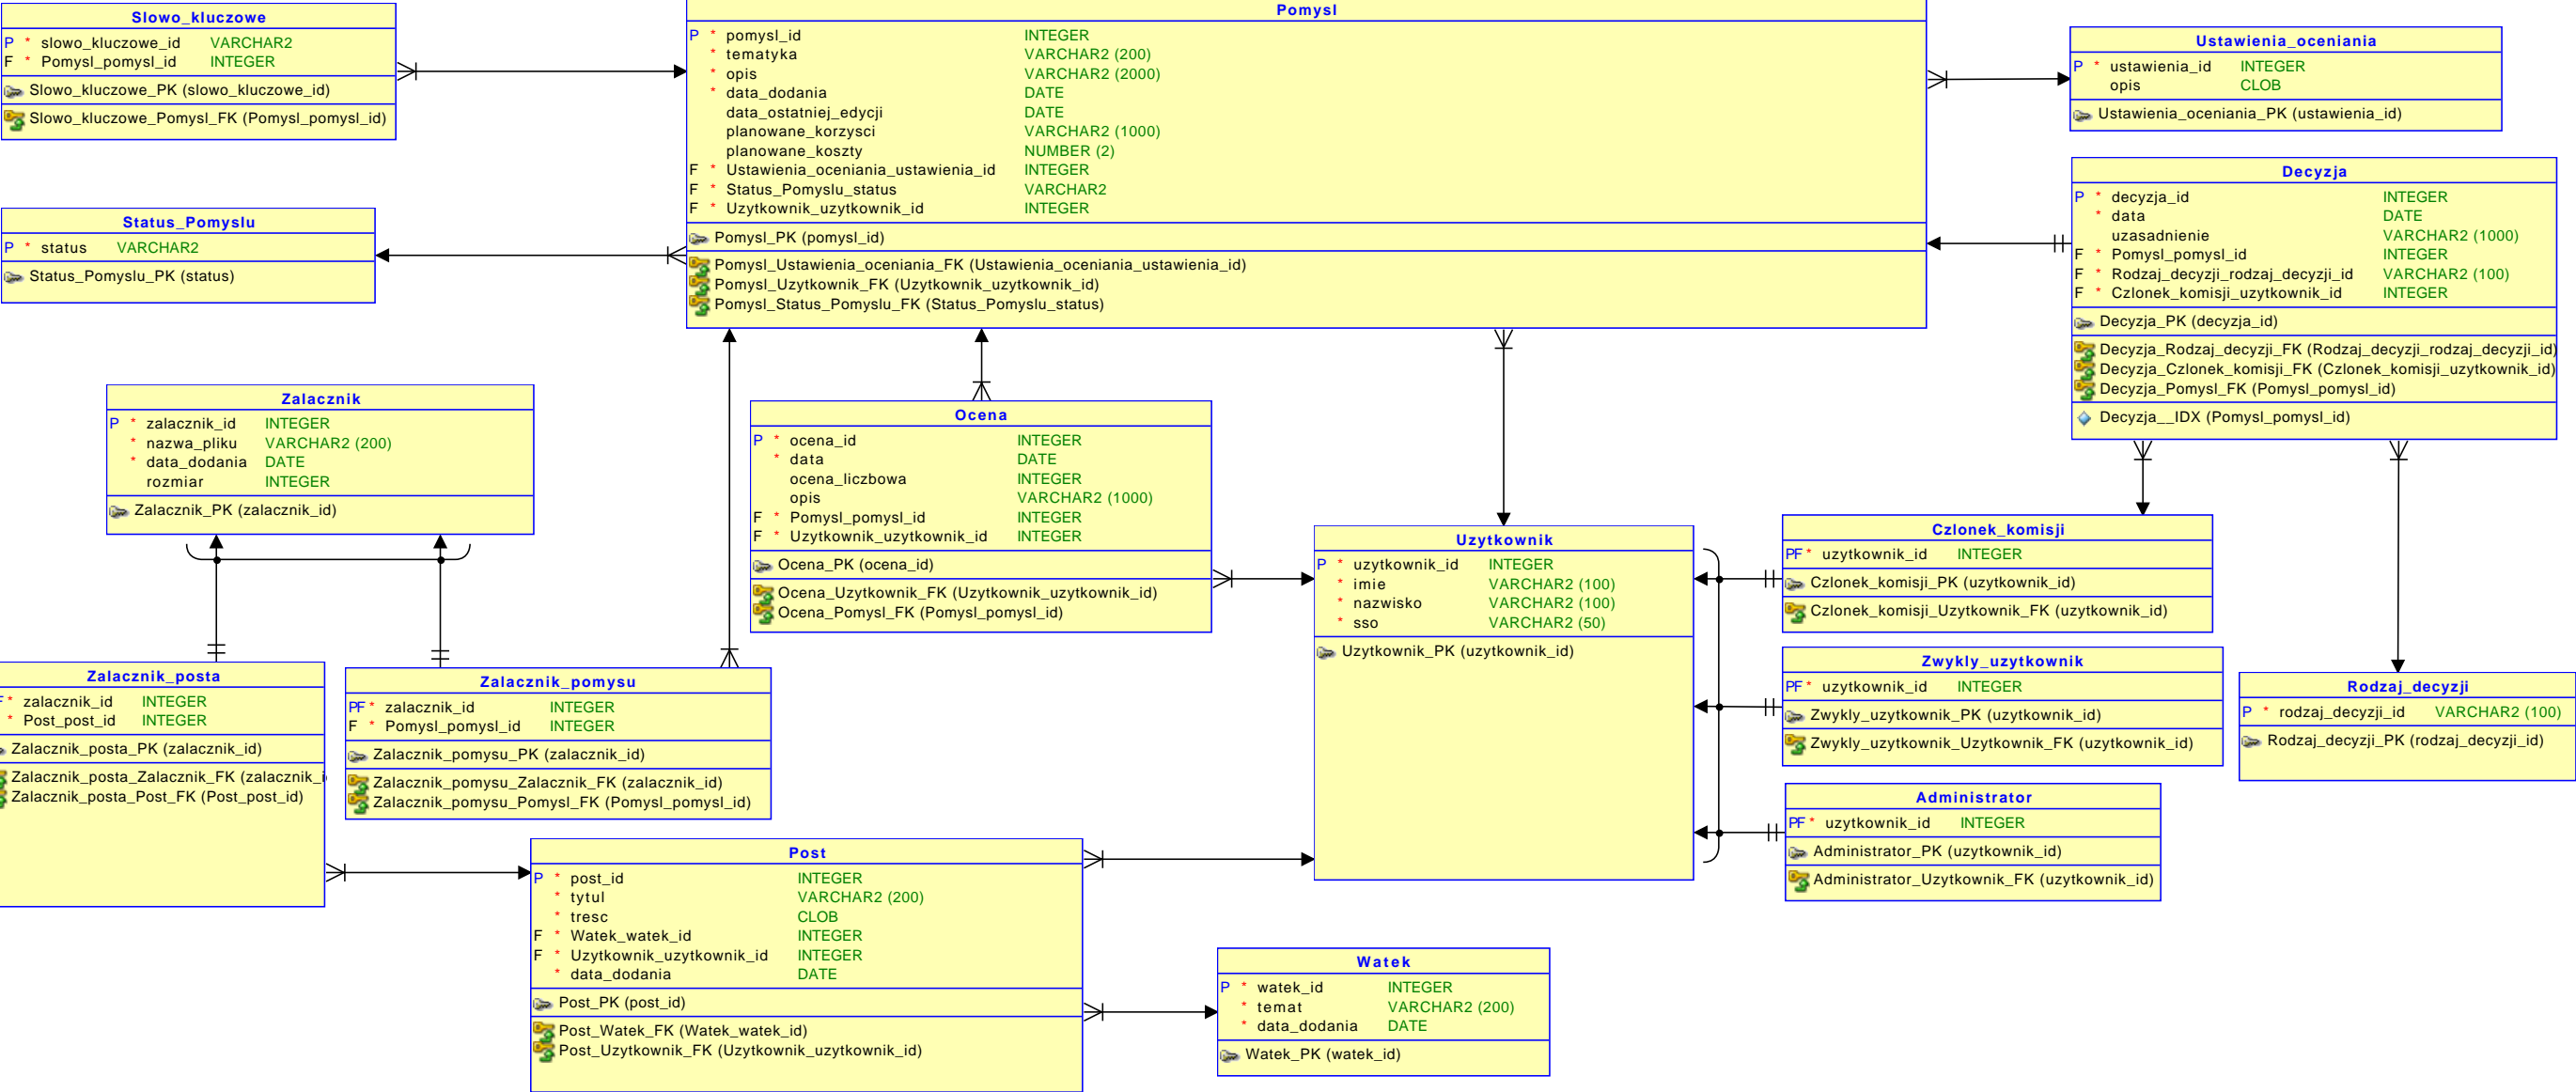 Slowo_kluczowe
P * slowo_kluczowe_id VARCHAR2
F * Pomysl_pomysl_id INTEGER
Slowo_kluczowe_PK (slowo_kluczowe_id)
Slowo_kluczowe_Pomysl_FK (Pomysl_pomysl_id)
Pomysl
P * pomysl_id INTEGER
* tematyka VARCHAR2 (200)
* opis VARCHAR2 (2000)
* data_dodania DATE
data_ostatniej_edycji DATE
planowane_korzysci VARCHAR2 (1000)
planowane_koszty NUMBER (2)
F * Ustawienia_oceniania_ustawienia_id INTEGER
F * Status_Pomyslu_status VARCHAR2
F * Uzytkownik_uzytkownik_id INTEGER
Pomysl_PK (pomysl_id)
Pomysl_Ustawienia_oceniania_FK (Ustawienia_oceniania_ustawienia_id)
Pomysl_Uzytkownik_FK (Uzytkownik_uzytkownik_id)
Pomysl_Status_Pomyslu_FK (Status_Pomyslu_status)
Ustawienia_oceniania
P * ustawienia_id INTEGER
opis CLOB
Ustawienia_oceniania_PK (ustawienia_id)
Decyzja
P * decyzja_id INTEGER
* data DATE
uzasadnienie VARCHAR2 (1000)
F * Pomysl_pomysl_id INTEGER
F * Rodzaj_decyzji_rodzaj_decyzji_id VARCHAR2 (100)
F * Czlonek_komisji_uzytkownik_id INTEGER
Decyzja_PK (decyzja_id)
Decyzja_Rodzaj_decyzji_FK (Rodzaj_decyzji_rodzaj_decyzji_id)
Decyzja_Czlonek_komisji_FK (Czlonek_komisji_uzytkownik_id)
Decyzja_Pomysl_FK (Pomysl_pomysl_id)
Decyzja__IDX (Pomysl_pomysl_id)
Status_Pomyslu
P * status VARCHAR2
Status_Pomyslu_PK (status)
Zalacznik
P * zalacznik_id INTEGER
* nazwa_pliku VARCHAR2 (200)
* data_dodania DATE
rozmiar INTEGER
Zalacznik_PK (zalacznik_id)
Ocena
P * ocena_id INTEGER
* data DATE
ocena_liczbowa INTEGER
opis VARCHAR2 (1000)
F * Pomysl_pomysl_id INTEGER
F * Uzytkownik_uzytkownik_id INTEGER
Ocena_PK (ocena_id)
Ocena_Uzytkownik_FK (Uzytkownik_uzytkownik_id)
Ocena_Pomysl_FK (Pomysl_pomysl_id)
Uzytkownik
P * uzytkownik_id INTEGER
* imie VARCHAR2 (100)
* nazwisko VARCHAR2 (100)
* sso VARCHAR2 (50)
Uzytkownik_PK (uzytkownik_id)
Czlonek_komisji
PF * uzytkownik_id INTEGER
Czlonek_komisji_PK (uzytkownik_id)
Czlonek_komisji_Uzytkownik_FK (uzytkownik_id)
Zwykly_uzytkownik
PF * uzytkownik_id INTEGER
Zwykly_uzytkownik_PK (uzytkownik_id)
Zwykly_uzytkownik_Uzytkownik_FK (uzytkownik_id)
Rodzaj_decyzji
P * rodzaj_decyzji_id VARCHAR2 (100)
Rodzaj_decyzji_PK (rodzaj_decyzji_id)
Administrator
PF * uzytkownik_id INTEGER
Administrator_PK (uzytkownik_id)
Administrator_Uzytkownik_FK (uzytkownik_id)
Zalacznik_posta
F * zalacznik_id INTEGER
* Post_post_id INTEGER
Zalacznik_posta_PK (zalacznik_id)
Zalacznik_posta_Zalacznik_FK (zalacznik_i
Zalacznik_posta_Post_FK (Post_post_id)
Zalacznik_pomysu
PF * zalacznik_id INTEGER
F * Pomysl_pomysl_id INTEGER
Zalacznik_pomysu_PK (zalacznik_id)
Zalacznik_pomysu_Zalacznik_FK (zalacznik_id)
Zalacznik_pomysu_Pomysl_FK (Pomysl_pomysl_id)
Post
P * post_id INTEGER
* tytul VARCHAR2 (200)
* tresc CLOB
F * Watek_watek_id INTEGER
F * Uzytkownik_uzytkownik_id INTEGER
* data_dodania DATE
Post_PK (post_id)
Post_Watek_FK (Watek_watek_id)
Post_Uzytkownik_FK (Uzytkownik_uzytkownik_id)
Watek
P * watek_id INTEGER
* temat VARCHAR2 (200)
* data_dodania DATE
Watek_PK (watek_id)